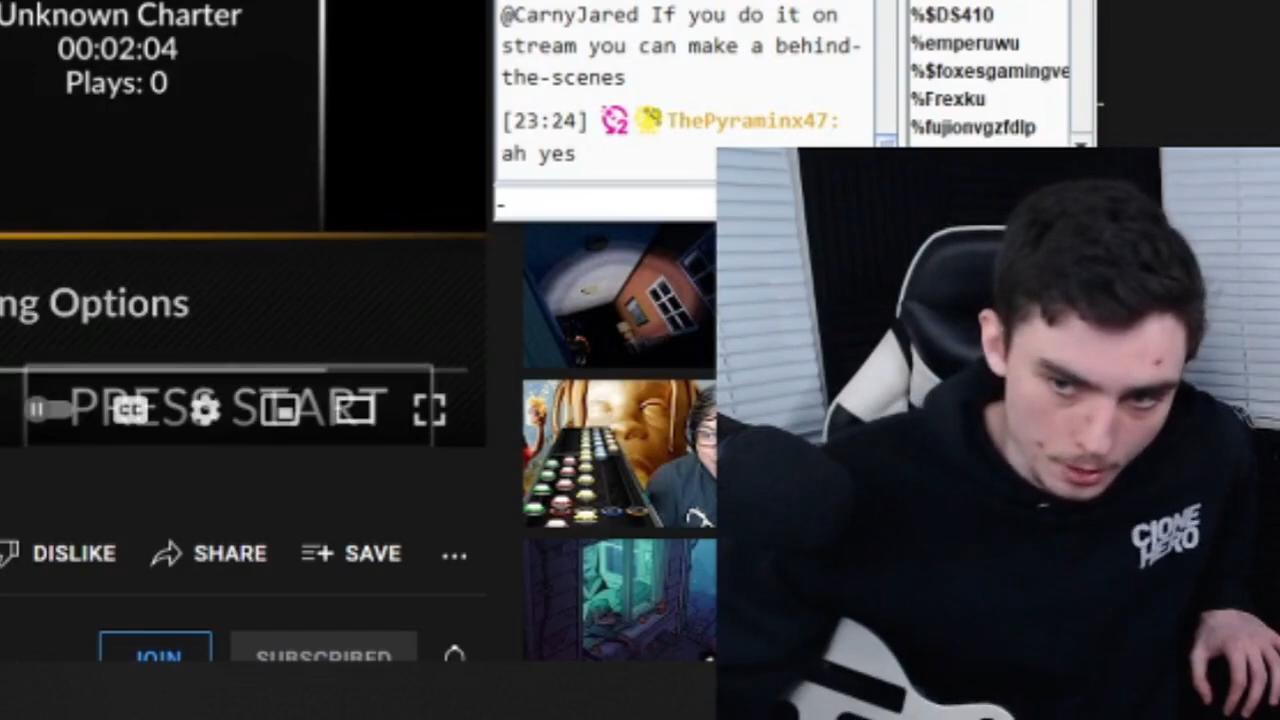 Unknown Charter
00:02:04
Plays: 0
@CarnyJared If you do it on
stream you can make a behind-
the-scenes
[23:24] ThePyraminx47:
ah yes
-
%$DS410
%emperuwu
%$foxesgamingve
%Frexku
%fujionvgzfdlp
ng Options
PRESS START
CC
DISLIKE
SHARE
SAVE
...
JOIN
SUBSCRIBED
CLONE
HERO